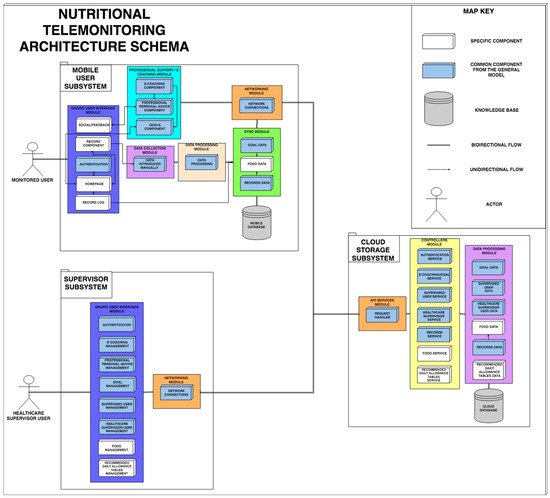 NUTRITIONAL
TELEMONITORING
ARCHITECTURE SCHEMA
MAP KEY
SPECIFIC COMPONENT
COMMON COMPONENT
FROM THE GENERAL
MODEL
KNOWLEDGE BASE
BIDIRECTIONAL FLOW
UNIDIRECTIONAL FLOW
ACTOR
MOBILE
USER
SUBSYSTEM
PROFESSIONAL SUPPORT / E-
COACHING MODULE
E-COACHING
COMPONENT
PROFESSIONAL
PERSONAL ADVICE
COMPONENT
GOALS
COMPONENT
GRAFIC USER INTERFACE
MODULE
SOCIAL/FEEDBACK
RECORD
COMPONENT
AUTHENTICATION
HOMEPAGE
RECORD LOG
MONITORED USER
DATA COLLECTION
MODULE
DATA
INTRODUCED
MANUALLY
DATA PROCESSING
MODULE
DATA
PROCESSING
NETWORKING
MODULE
NETWORK
CONNECTIONS
SYNC MODULE
GOAL DATA
FOOD DATA
RECORDS DATA
MOBILE
DATABASE
SUPERVISOR
SUBSYSTEM
GRAFIC USER INTERFACE
MODULE
AUTHENTICATION
E-COACHING
MANAGEMENT
PROFESSIONAL
PERSONAL ADVICE
MANAGEMENT
GOAL
MANAGEMENT
SUPERVISED USER
MANAGEMENT
HEALTHCARE
SUPERVISOR USER
MANAGEMENT
FOOD
MANAGEMENT
RECOMMENDED
DAILY ALLOWANCE
TABLES MANAGEMENT
HEALTHCARE
SUPERVISOR USER
NETWORKING
MODULE
NETWORK
CONNECTIONS
CLOUD
STORAGE
SUBSYSTEM
API SERVICES
MODULE
REQUEST
HANDLER
CONTROLLERS
MODULE
AUTHENTICATION
SERVICE
E-COACHING/GOAL
SERVICE
SUPERVISED
USER SERVICE
HEALTHCARE
SUPERVISOR
SERVICE
RECORDS
SERVICE
FOOD SERVICE
RECOMMENDED
DAILY ALLOWANCE
TABLES SERVICE
DATA PROCESSING
MODULE
GOAL DATA
SUPERVISED
USER DATA
HEALTHCARE
SUPERVISOR
USER DATA
FOOD DATA
RECORDS DATA
RECOMMENDED
DAILY
ALLOWANCE
TABLES DATA
CLOUD
DATABASE